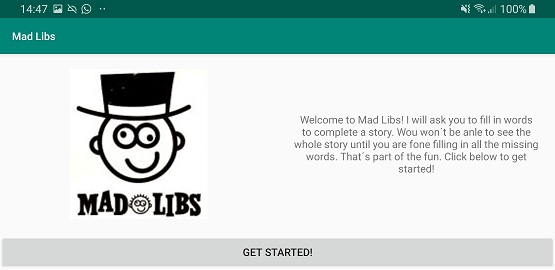 14:47
100%
Mad Libs
MAD LIBS
Welcome to Mad Libs! I will ask you to fill in words
to complete a story. Wou won´t be anle to see the
whole story until you are fone filling in all the missing
words. That´s part of the fun. Click below to get
started!
GET STARTED!